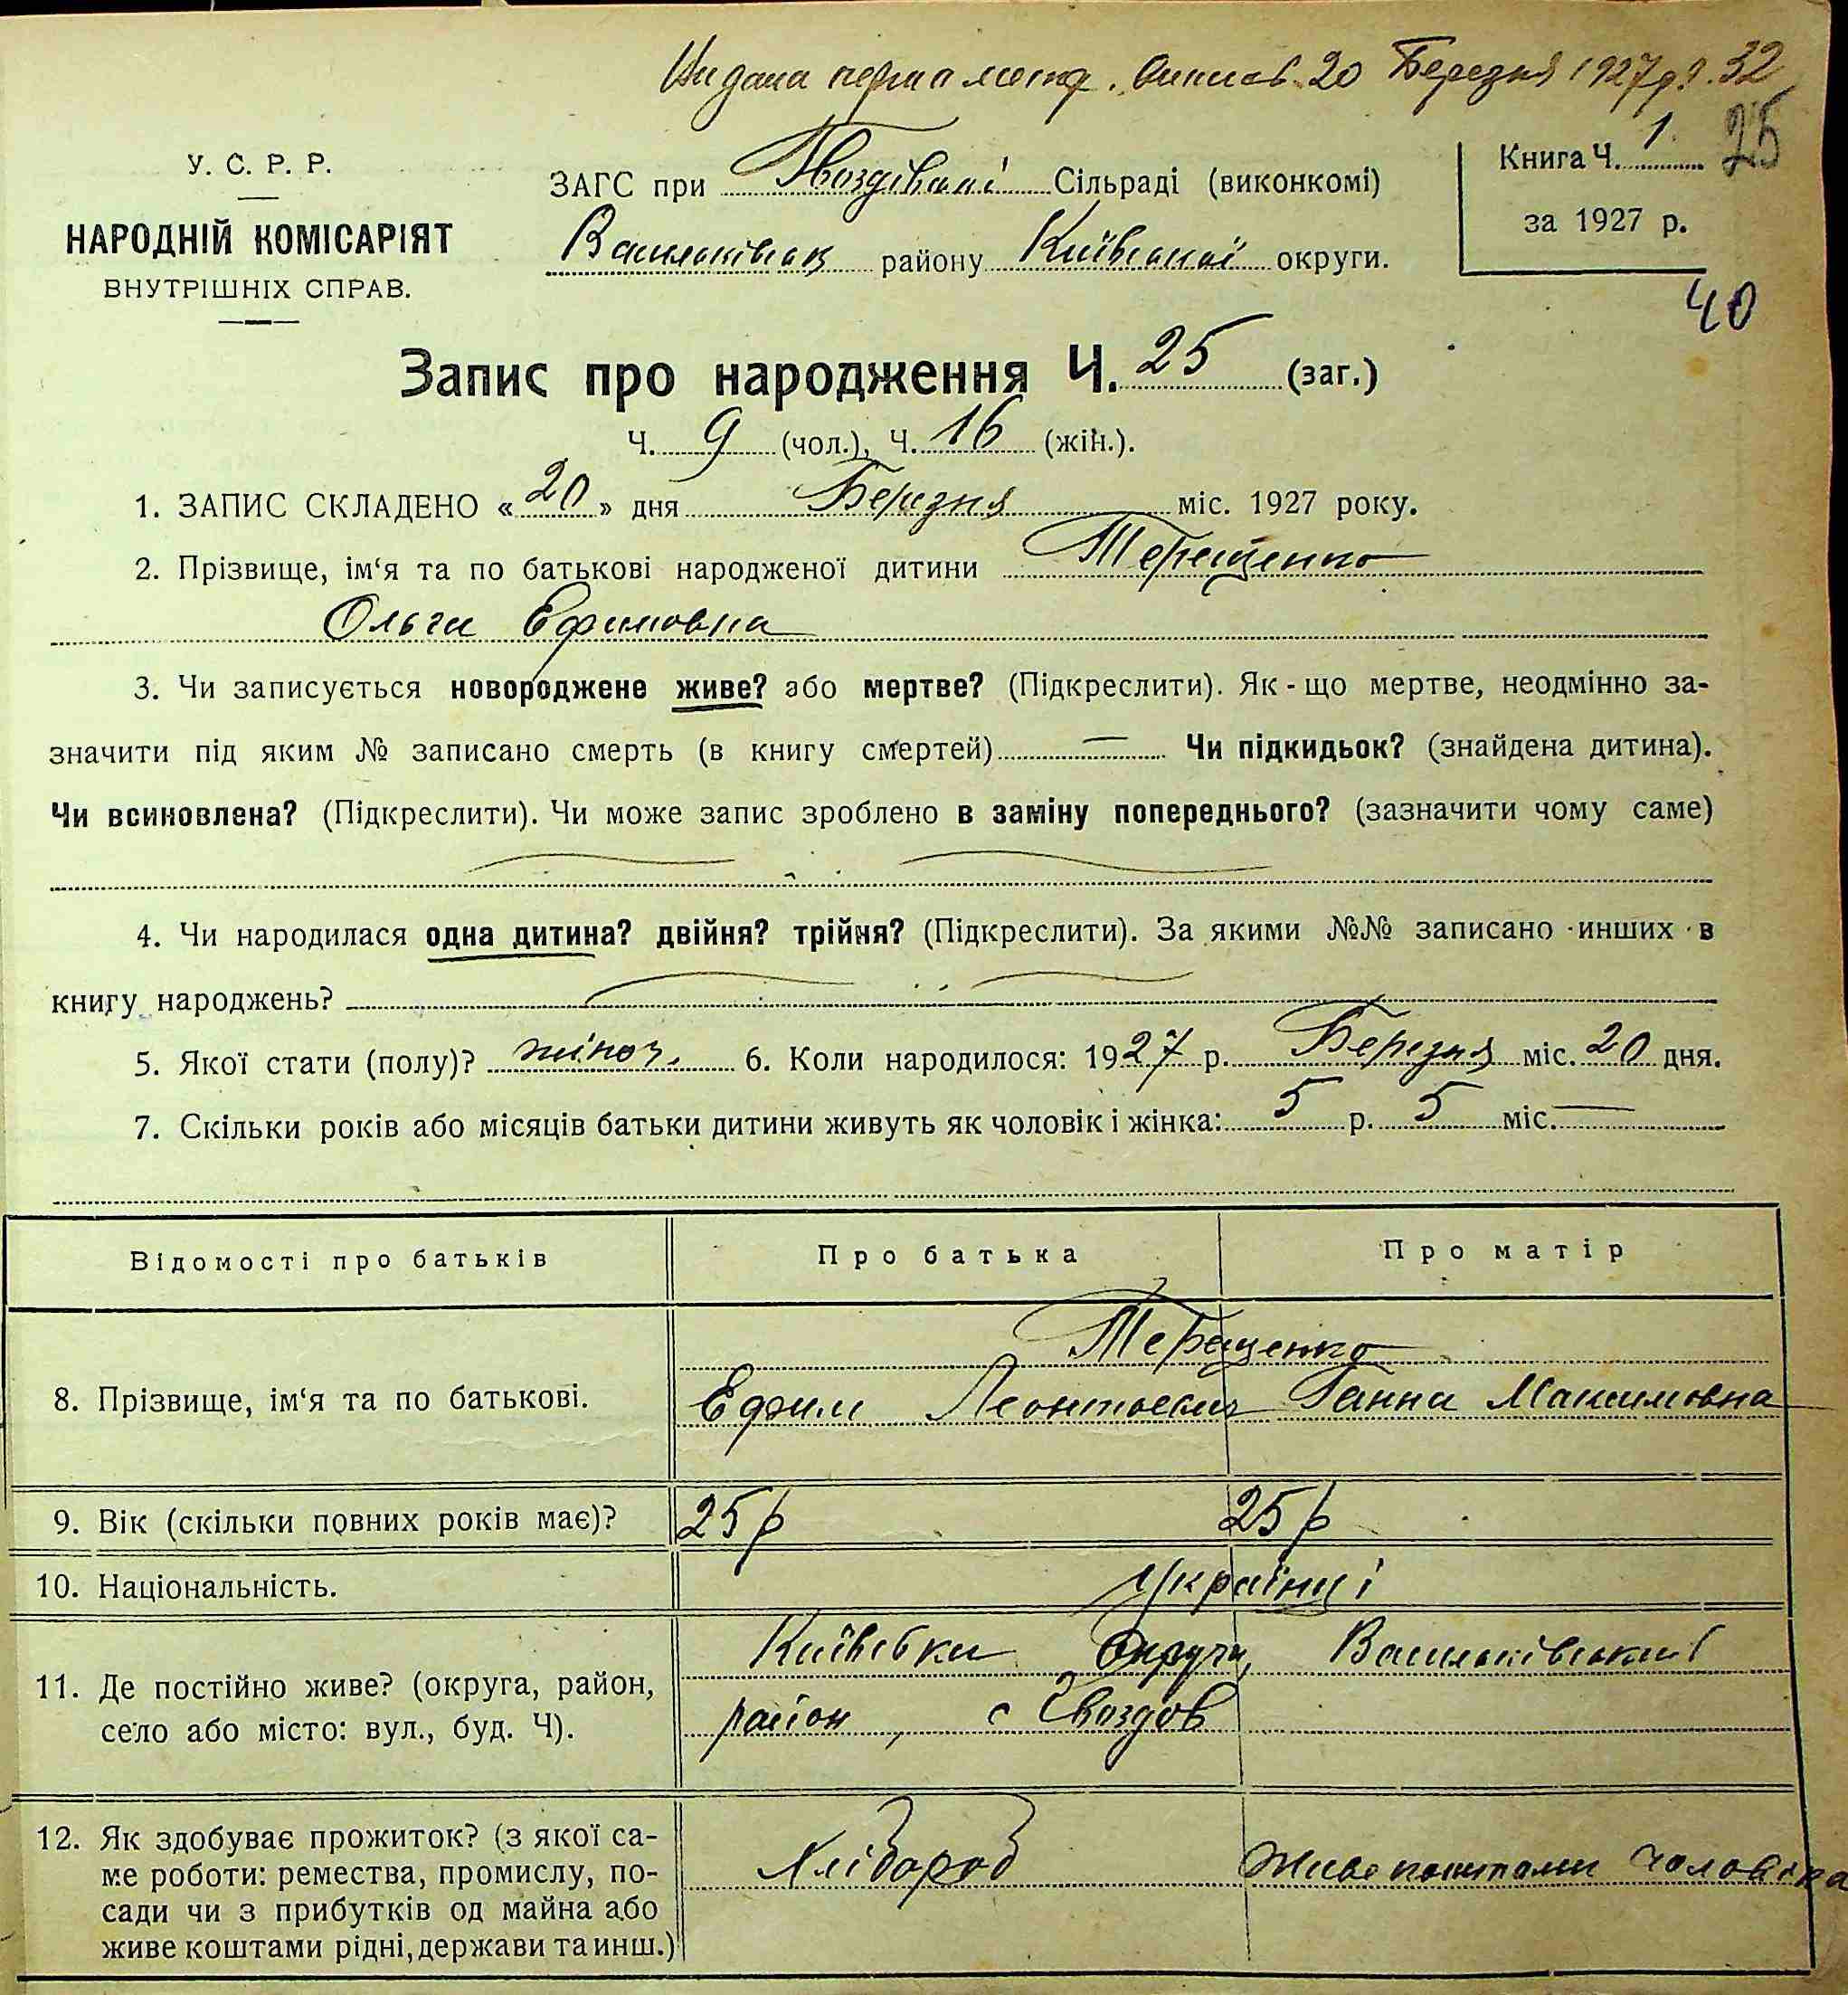 Видана перша метр. виписъ 20 Березня 1927 р. ч. 32
25
У. С. Р. Р.
НАРОДНІЙ КОМІСАРІЯТ
ВНУТРІШНІХ СПРАВ.
ЗАГС при Гвоздівські Сільраді (виконкомі)
Васильківськ району Київської округи.
Книга Ч. 1.
за 1927 р.
40
Запис про народження Ч. 25 (заг.)
Ч. 9 (чол.), Ч. 16 (жін.).
1. ЗАПИС СКЛАДЕНО «20» дня Березня міс. 1927 року.
2. Прізвище, ім‘я та по батькові народженої дитини Терещенко
Ольги Ефимовна
3. Чи записується новороджене живе? або мертве? (Підкреслити). Як-що мертве, неодмінно за-
значити під яким № записано смерть (в книгу смертей) — Чи підкидьок? (знайдена дитина).
Чи всиновлена? (Підкреслити). Чи може запис зроблено в заміну попереднього? (зазначити чому саме)
4. Чи народилася одна дитина? двійня? трійня? (Підкреслити). За якими №№ записано инших в
книгу народжень?
5. Якої стати (полу)? жіноч. 6. Коли народилося: 1927 р. Березня міс. 20 дня.
7. Скільки років або місяців батьки дитини живуть як чоловік і жінка: 5 р. 5 міс. —
Відомості про батьків Про батька Про матір
Терещенко
8. Прізвище, ім‘я та по батькові. Ефим Леонтоевич Ганна Максимовна
9. Вік (скільки повних років має)? 25 р 25 р
10. Національність. Українці
Київськи Округи, Васильківський
11. Де постійно живе? (округа, район,
село або місто: вул., буд. Ч). район, с Гвоздов
12. Як здобуває прожиток? (з якої са-
ме роботи: ремества, промислу, по- Хлібороб Живе коштами чоловіка
сади чи з прибутків од майна або
живе коштами рідні, держави та инш.)